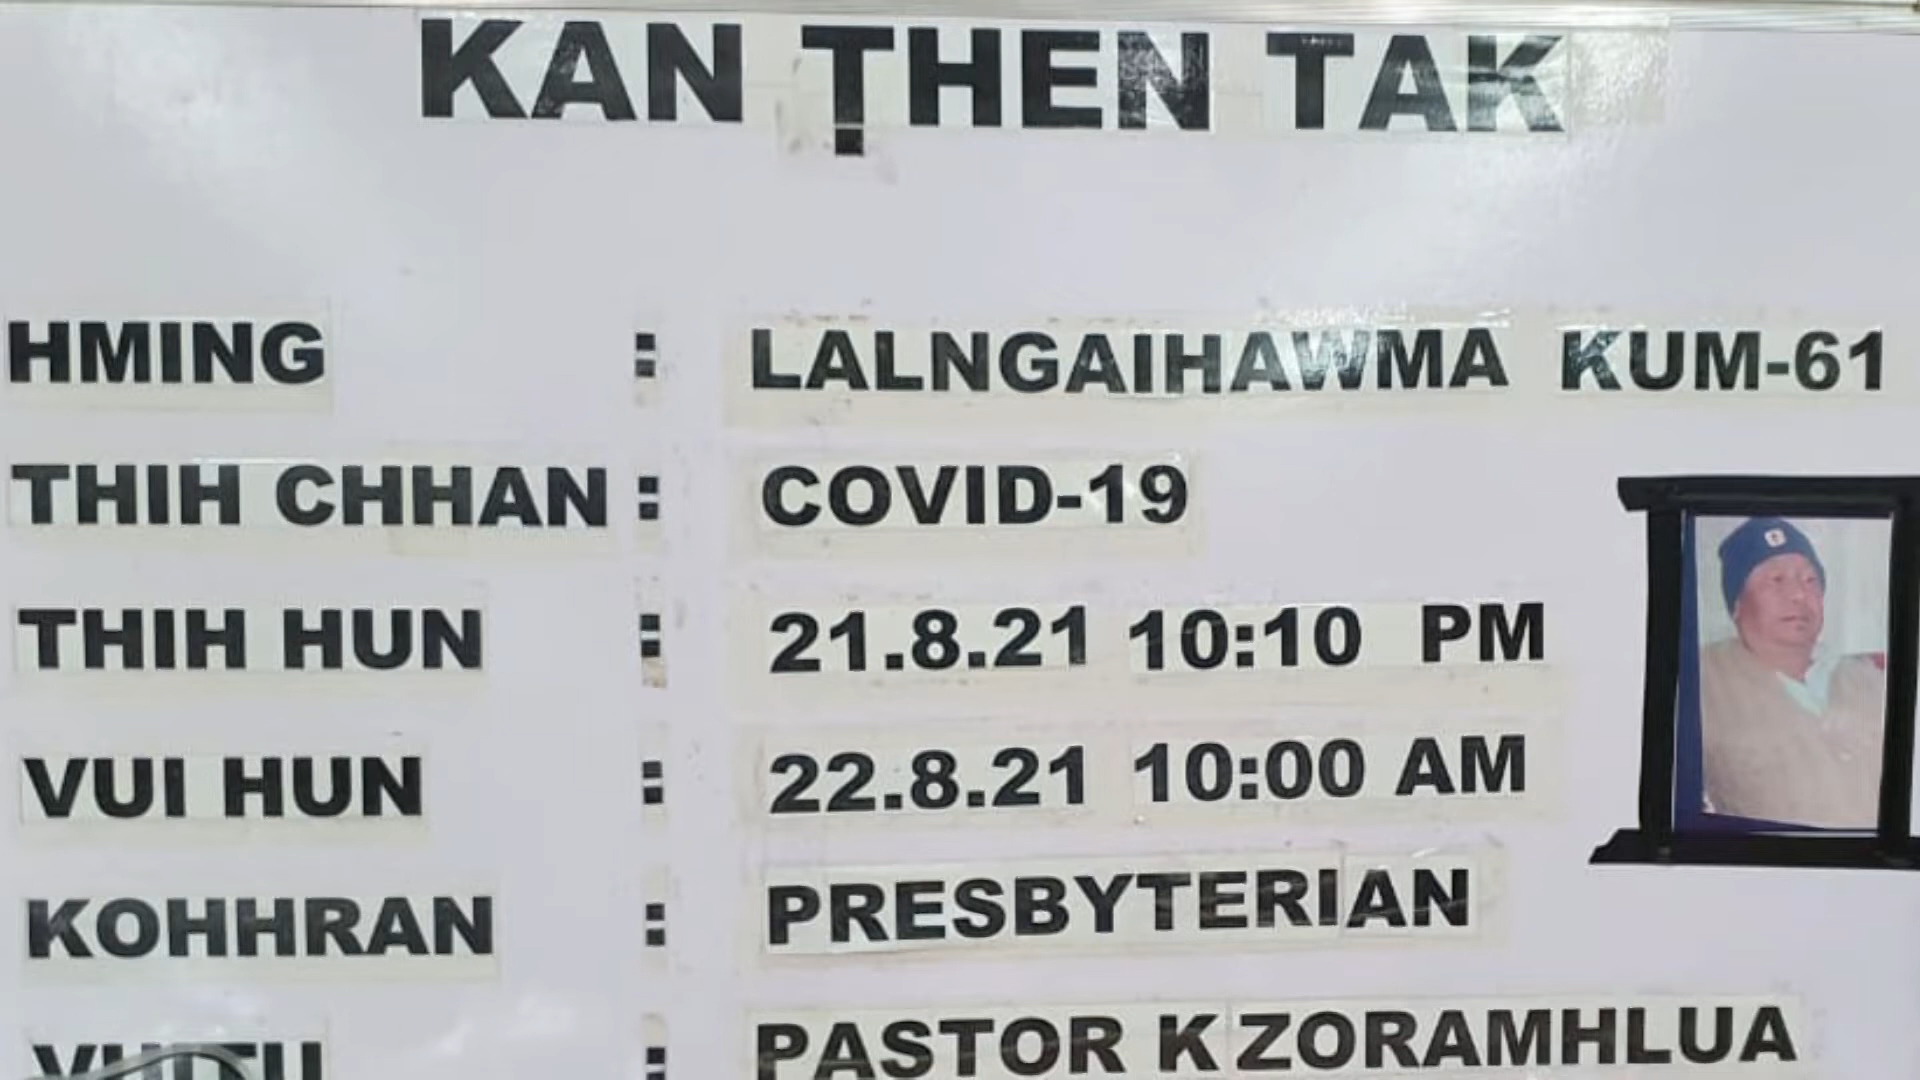 KAN ṬHEN TAK
HMING : LALNGAIHAWMA KUM-61
THIH CHHAN : COVID-19
THIH HUN : 21.8.21 10:10 PM
VUI HUN : 22.8.21 10:00 AM
KOHHRAN : PRESBYTERIAN
VUITU : PASTOR K ZORAMHLUA